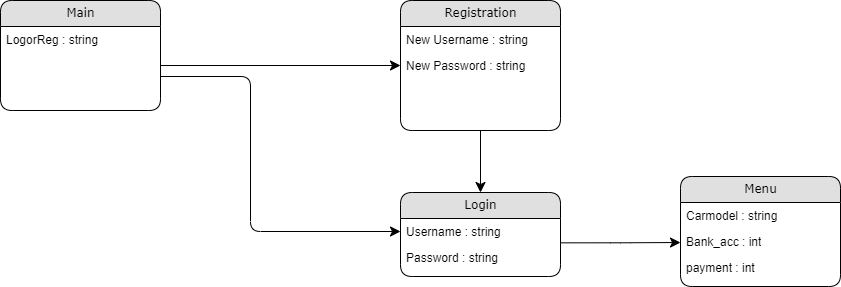 Main
LogorReg : string
Registration
New Username : string
New Password : string
Login
Username : string
Password : string
Menu
Carmodel : string
Bank_acc : int
payment : int